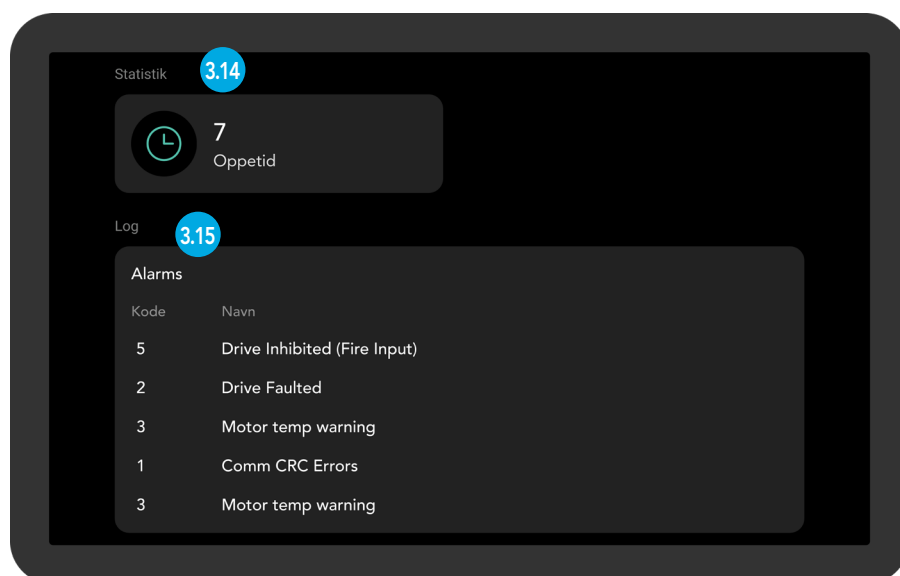 Statistik 3.14
7
Oppetid
Log 3.15
Alarms
Kode Navn
5 Drive Inhibited (Fire Input)
2 Drive Faulted
3 Motor temp warning
1 Comm CRC Errors
3 Motor temp warning